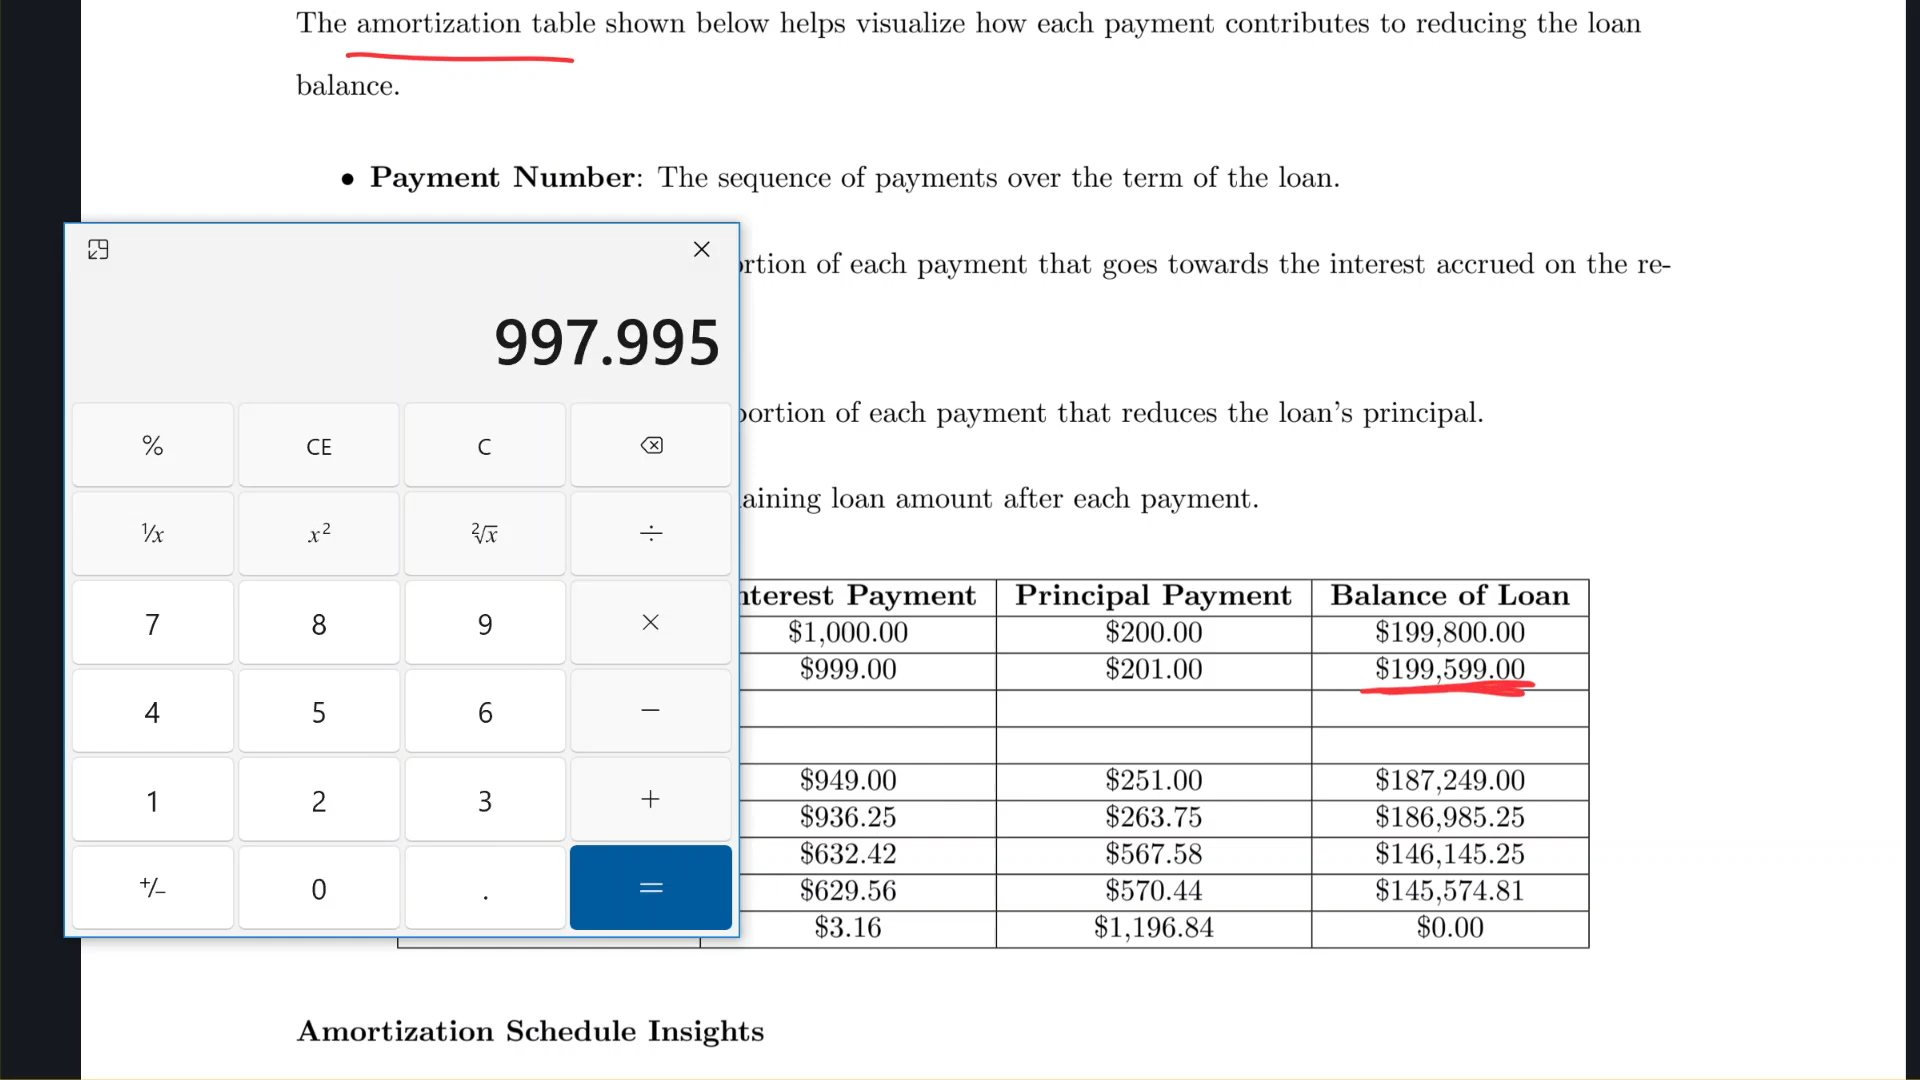 The amortization table shown below helps visualize how each payment contributes to reducing the loan
balance.
• Payment Number: The sequence of payments over the term of the loan.
rtion of each payment that goes towards the interest accrued on the re-
ortion of each payment that reduces the loan's principal.
aining loan amount after each payment.
997.995
% CE C
1/x x² ²√x ÷
7 8 9 ×
4 5 6 −
1 2 3 +
+/− 0 . =
nterest Payment Principal Payment Balance of Loan
$1,000.00 $200.00 $199,800.00
$999.00 $201.00 $199,599.00
$949.00 $251.00 $187,249.00
$936.25 $263.75 $186,985.25
$632.42 $567.58 $146,145.25
$629.56 $570.44 $145,574.81
$3.16 $1,196.84 $0.00
Amortization Schedule Insights